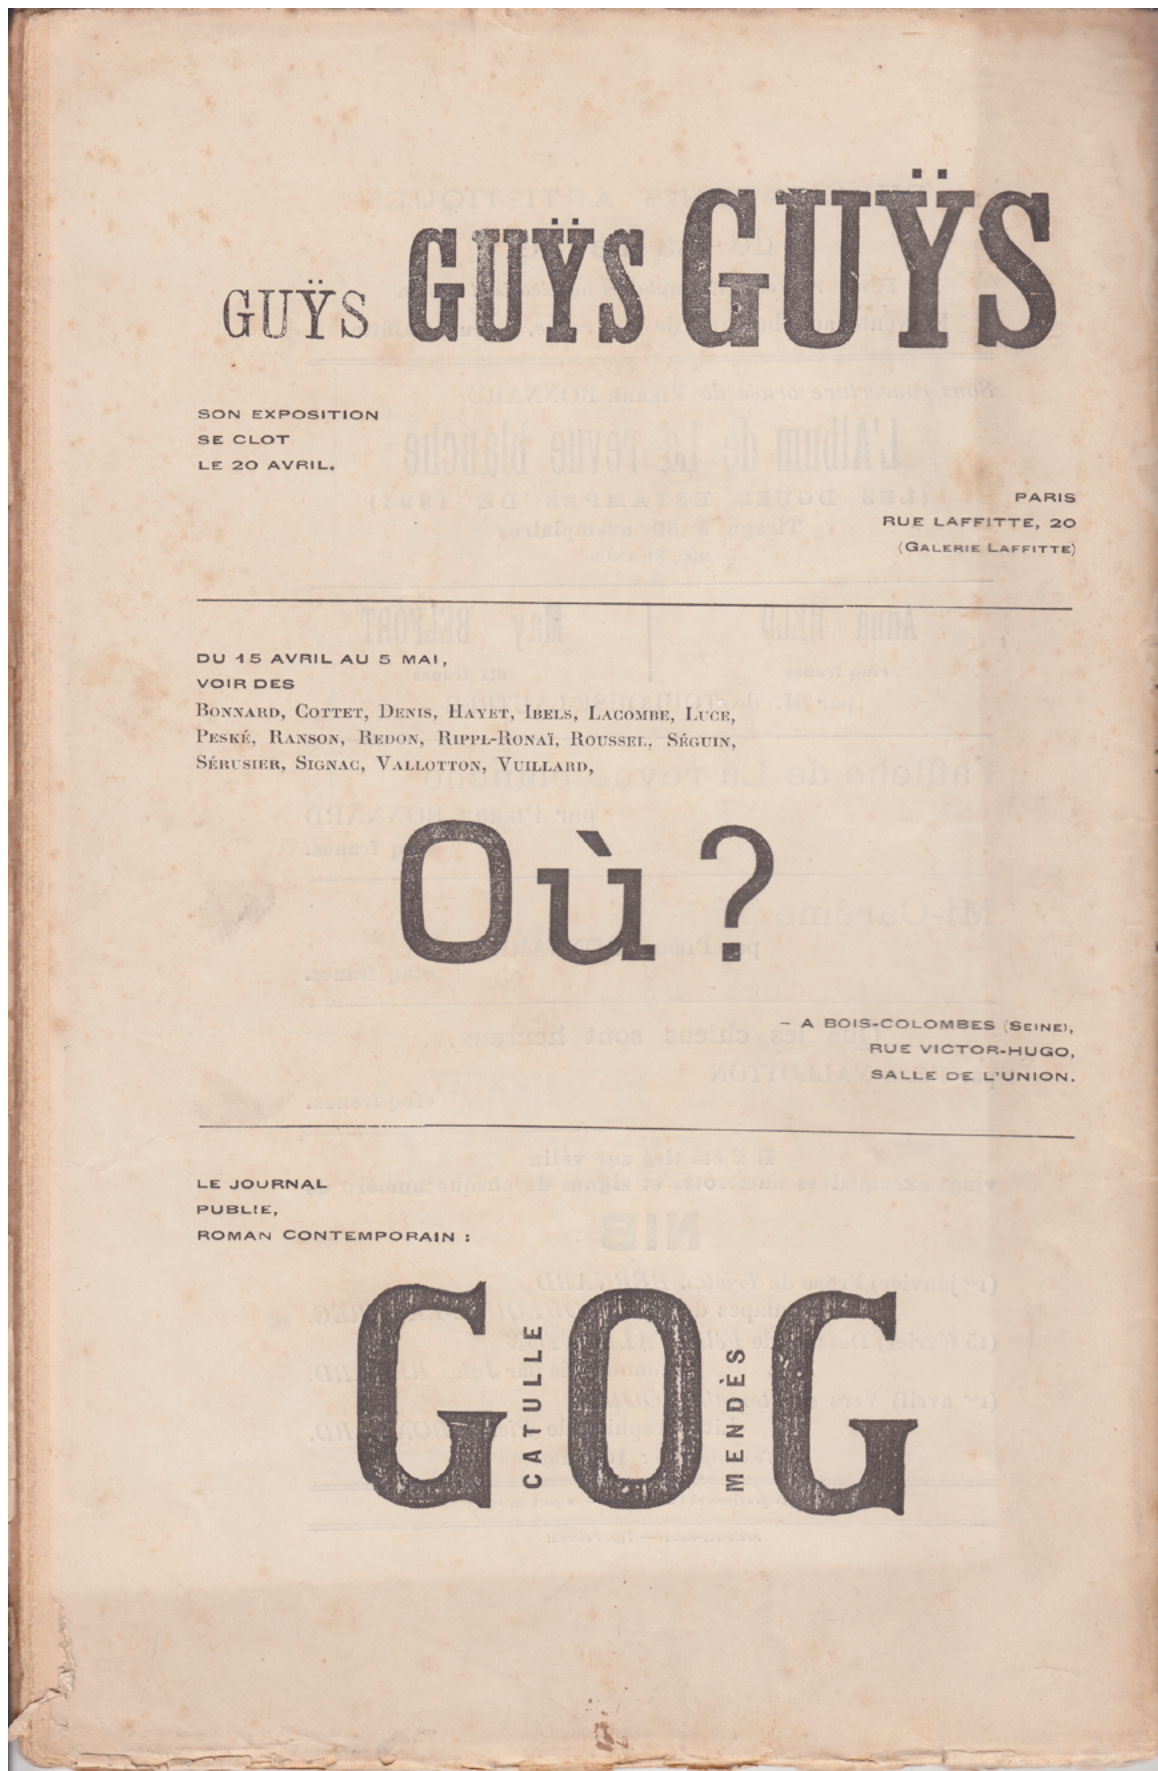 GUŸS GUŸS GUŸS
SON EXPOSITION
SE CLOT
LE 20 AVRIL.
PARIS
RUE LAFFITTE, 20
(GALERIE LAFFITTE)
DU 15 AVRIL AU 5 MAI,
VOIR DES
BONNARD, COTTET, DENIS, HAYET, IBELS, LACOMBE, LUCE,
PESKÉ, RANSON, REDON, RIPPL-RONAÏ, ROUSSEL, SÉGUIN,
SÉRUSIER, SIGNAC, VALLOTTON, VUILLARD,
Où?
– A BOIS-COLOMBES (SEINE),
RUE VICTOR-HUGO,
SALLE DE L'UNION.
LE JOURNAL
PUBLIE,
ROMAN CONTEMPORAIN :
GOG
CATULLE
MENDÈS